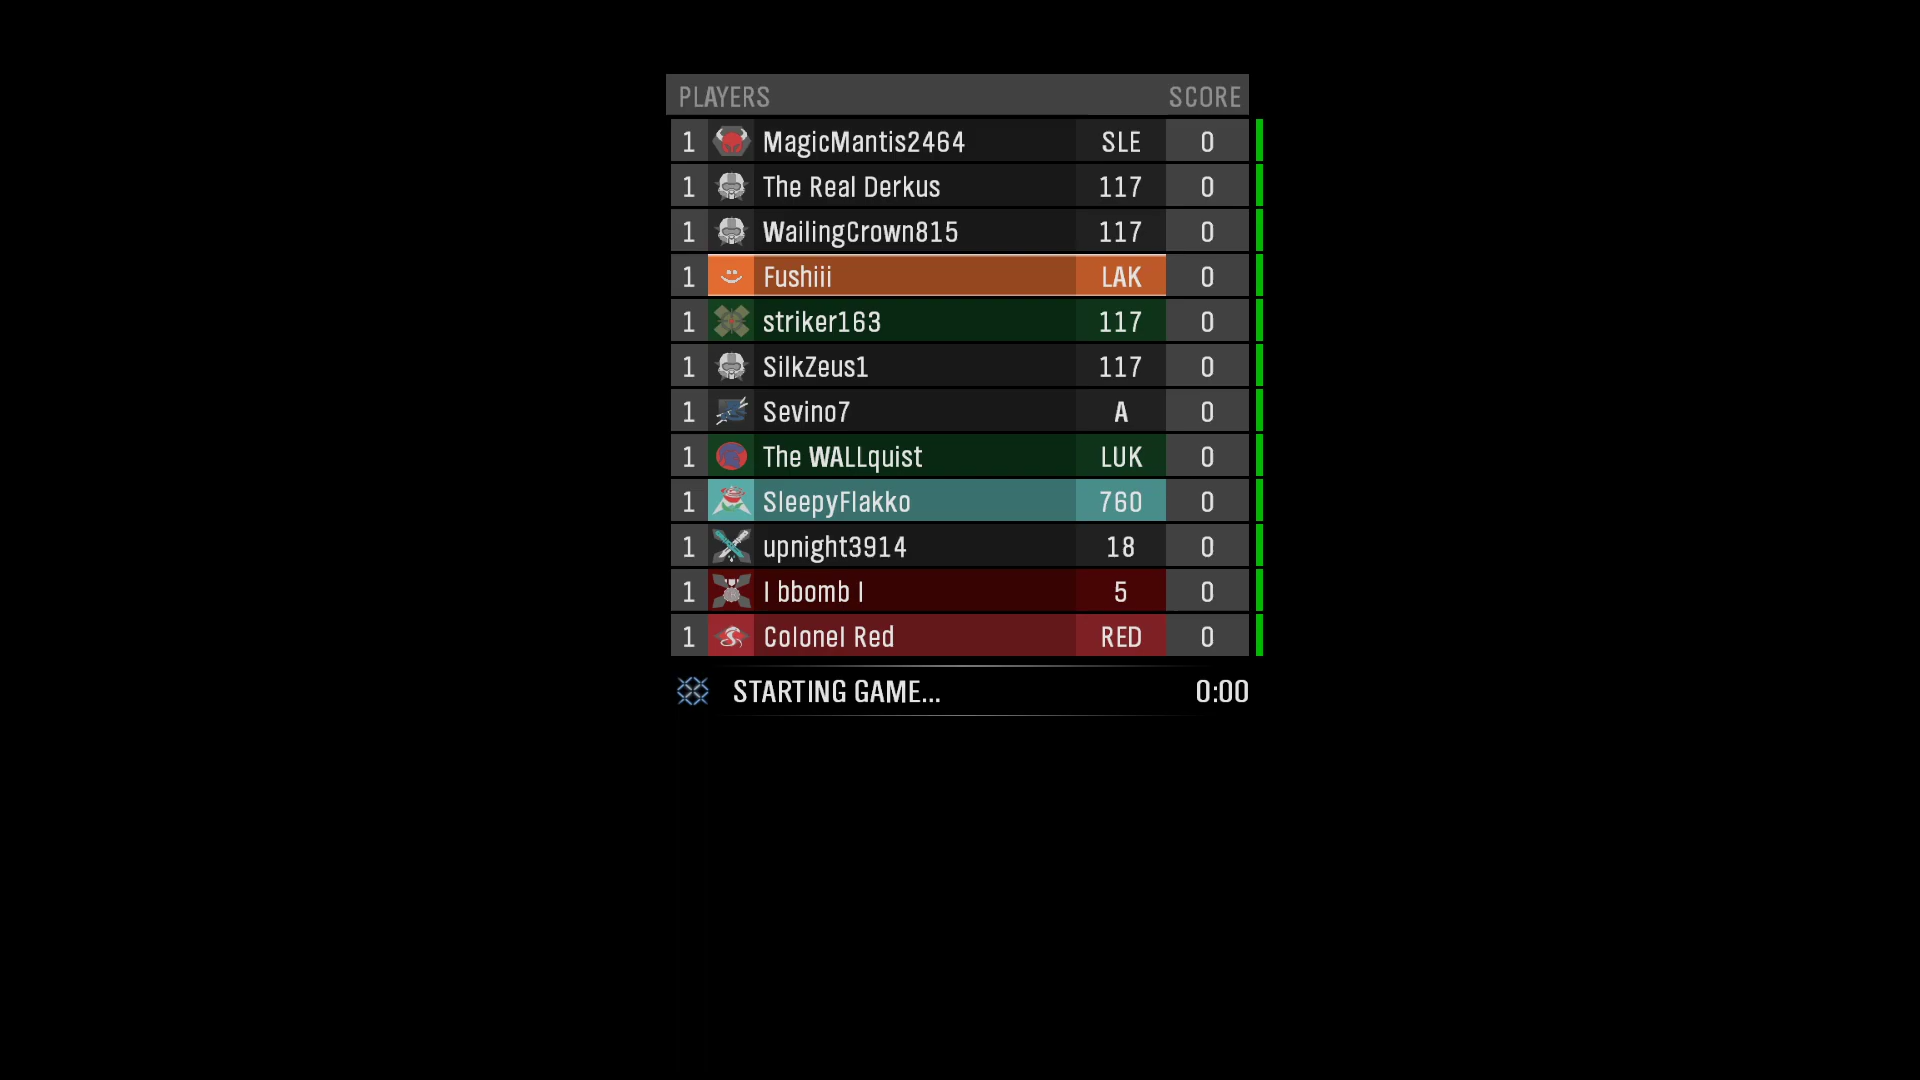 PLAYERS SCORE
1 MagicMantis2464 SLE 0
1 The Real Derkus 117 0
1 WailingCrown815 117 0
1 Fushiii LAK 0
1 striker163 117 0
1 SilkZeus1 117 0
1 Sevino7 A 0
1 The WALLquist LUK 0
1 SleepyFlakko 760 0
1 upnight3914 18 0
1 I bbomb I 5 0
1 Colonel Red RED 0
STARTING GAME... 0:00